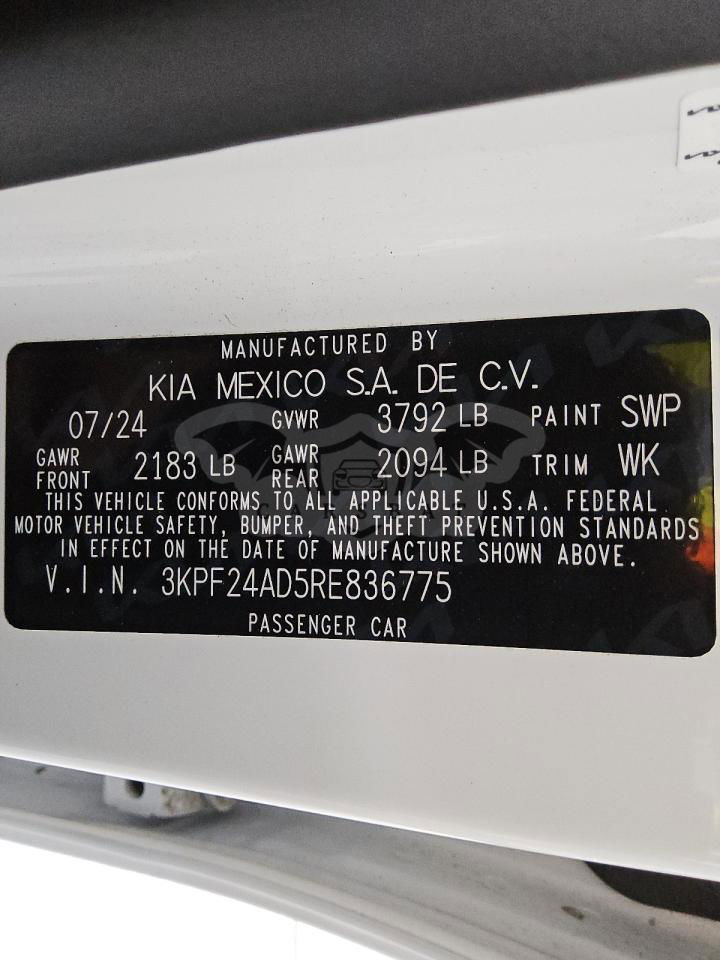 MANUFACTURED BY
KIA MEXICO S.A. DE C.V.
07/24 GVWR 3792 LB PAINT SWP
GAWR FRONT 2183 LB GAWR REAR 2094 LB TRIM WK
THIS VEHICLE CONFORMS TO ALL APPLICABLE U.S.A. FEDERAL
MOTOR VEHICLE SAFETY, BUMPER, AND THEFT PREVENTION STANDARDS
IN EFFECT ON THE DATE OF MANUFACTURE SHOWN ABOVE.
V.I.N. 3KPF24AD5RE836775
PASSENGER CAR